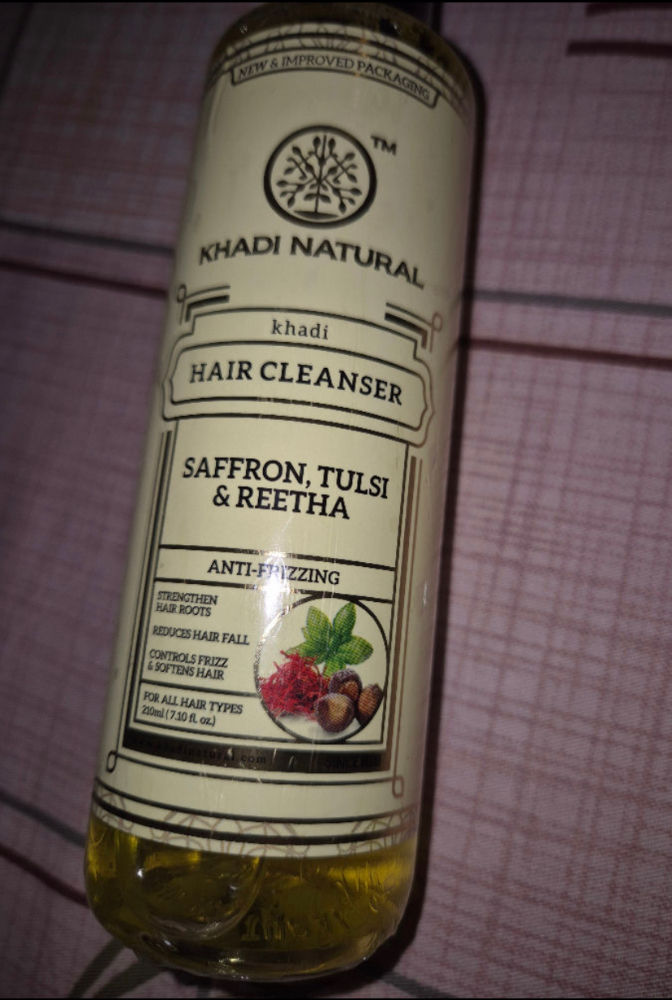 NEW & IMPROVED PACKAGING
TM
KHADI NATURAL
khadi
HAIR CLEANSER
SAFFRON, TULSI
& REETHA
ANTI-FRIZZING
STRENGTHEN
HAIR ROOTS
REDUCES HAIR FALL
CONTROLS FRIZZ
& SOFTENS HAIR
FOR ALL HAIR TYPES
210ml (7.10 fl. oz.)